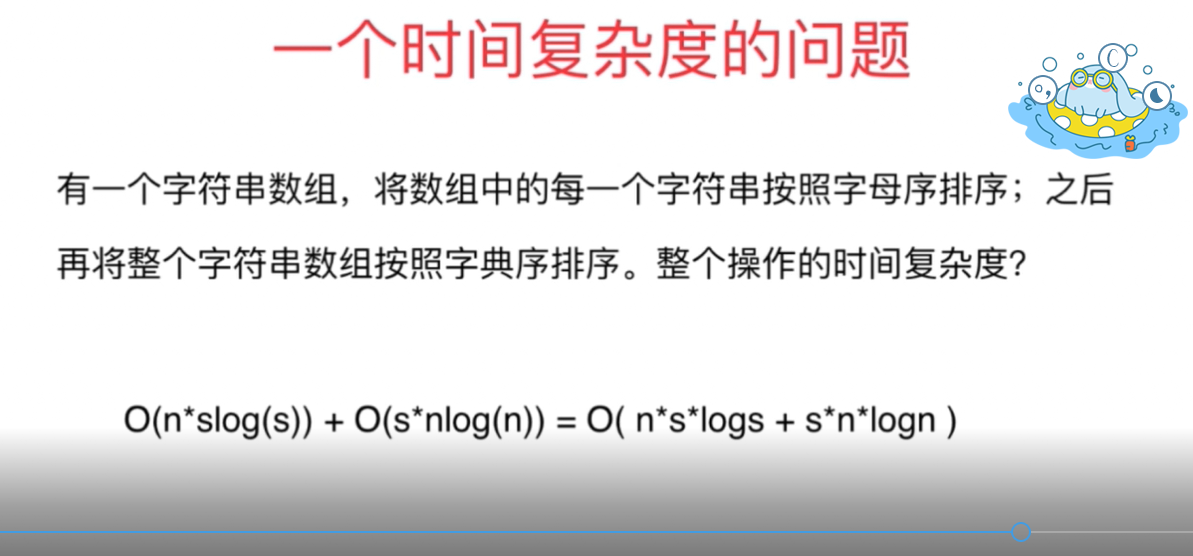 一个时间复杂度的问题
有一个字符串数组，将数组中的每一个字符串按照字母序排序；之后
再将整个字符串数组按照字典序排序。整个操作的时间复杂度？
O(n*slog(s)) + O(s*nlog(n)) = O( n*s*logs + s*n*logn )